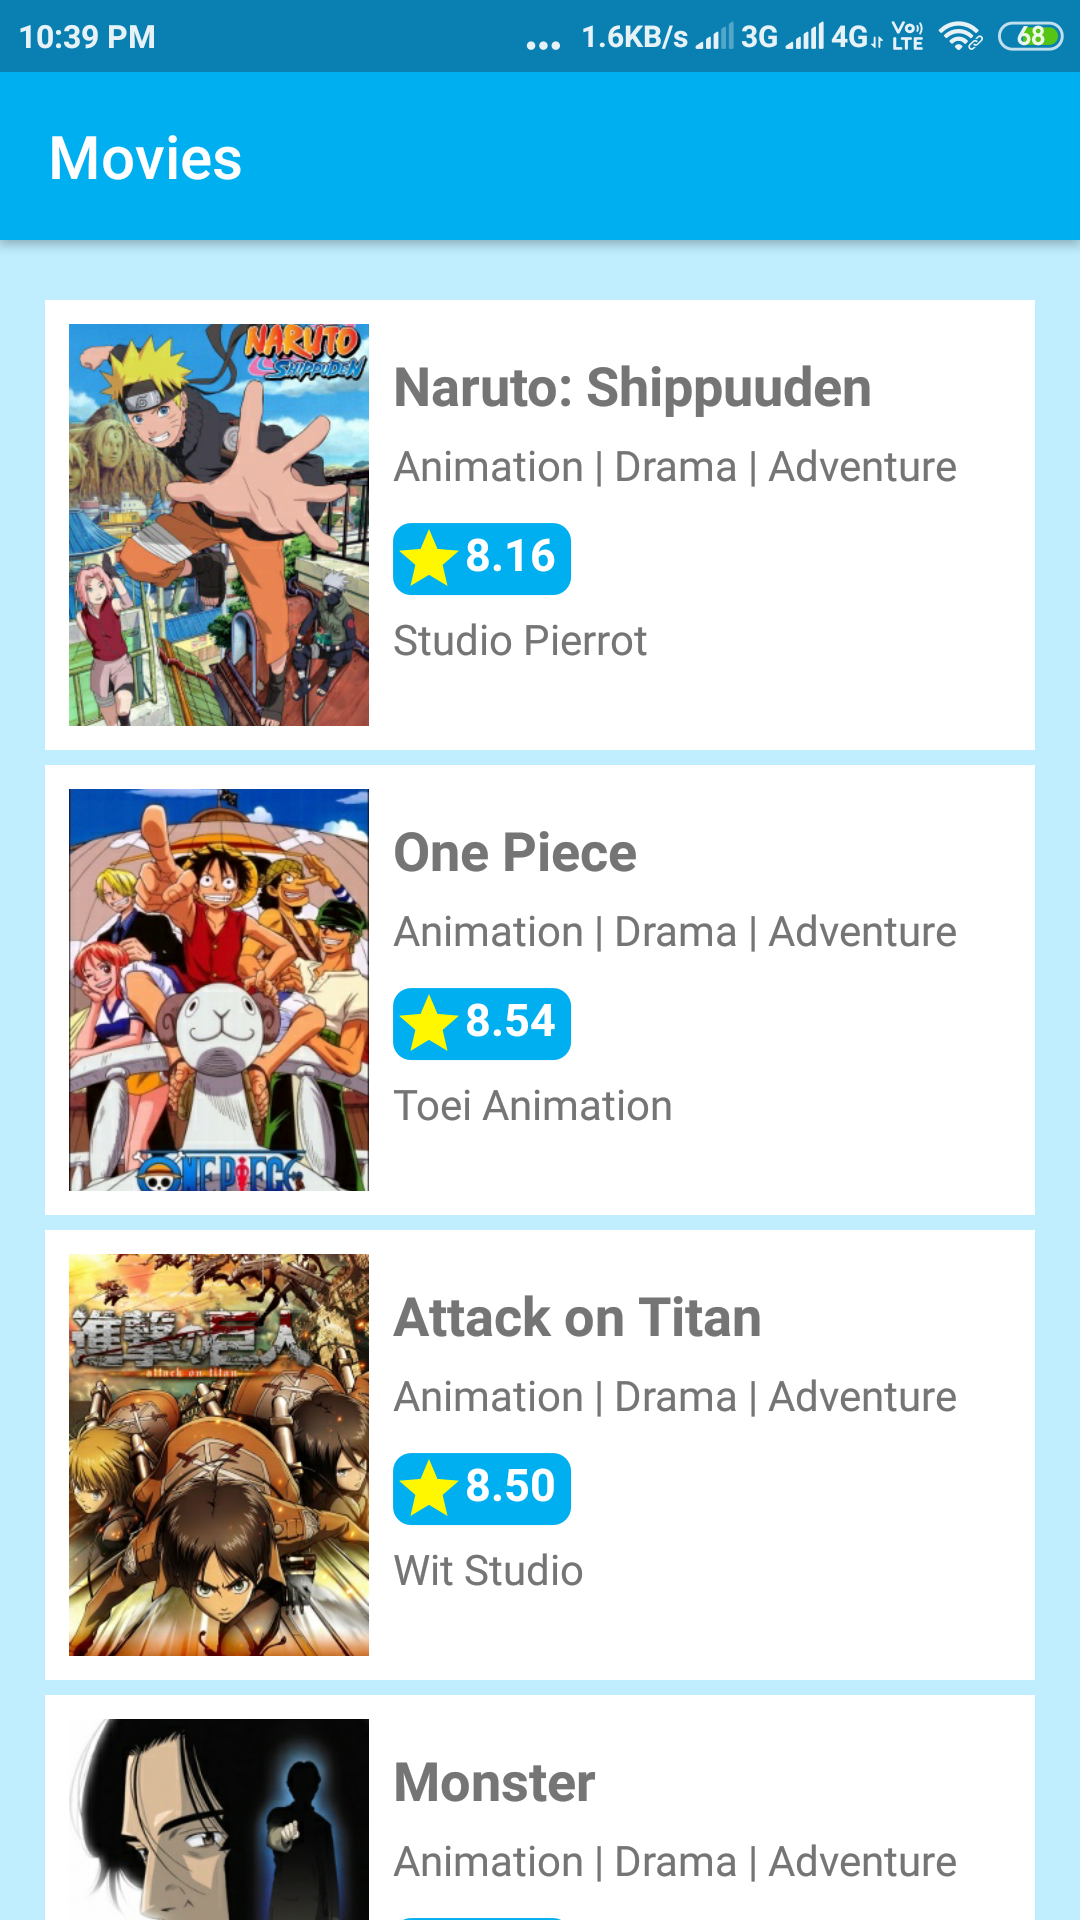 10:39 PM ... 1.6KB/s 3G 4G Vo)) LTE 68
Movies
NARUTO
SHIPPUDEN
Naruto: Shippuuden
Animation | Drama | Adventure
8.16
Studio Pierrot
ONE PIECE
One Piece
Animation | Drama | Adventure
8.54
Toei Animation
進撃の巨人
attack on titan
Attack on Titan
Animation | Drama | Adventure
8.50
Wit Studio
Monster
Animation | Drama | Adventure